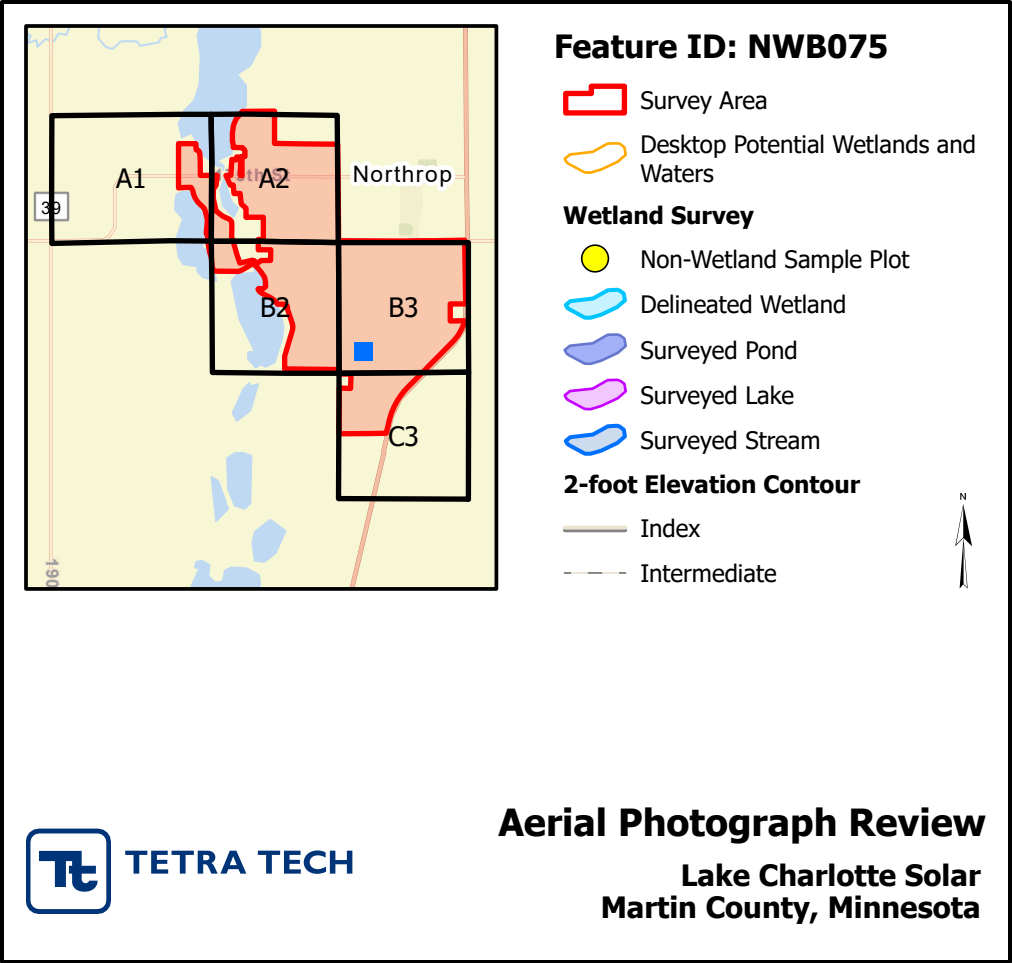 Feature ID: NWB075
Survey Area
Desktop Potential Wetlands and
Waters
Wetland Survey
Non-Wetland Sample Plot
Delineated Wetland
Surveyed Pond
Surveyed Lake
Surveyed Stream
2-foot Elevation Contour
Index
Intermediate
N
A1
A2
Northrop
39
B2
B3
C3
190
Aerial Photograph Review
Lake Charlotte Solar
Martin County, Minnesota
Tt
TETRA TECH